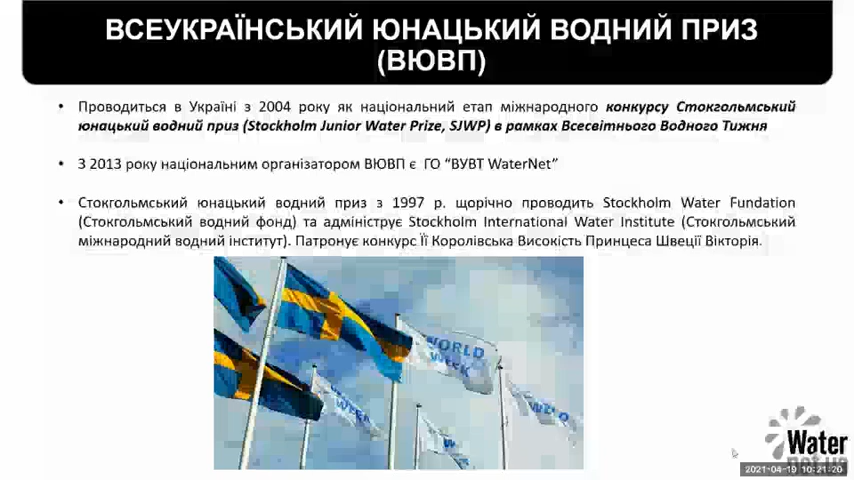 ВСЕУКРАЇНСЬКИЙ ЮНАЦЬКИЙ ВОДНИЙ ПРИЗ
(ВЮВП)
• Проводиться в Україні з 2004 року як національний етап міжнародного конкурсу Стокгольмський
юнацький водний приз (Stockholm Junior Water Prize, SJWP) в рамках Всесвітнього Водного Тижня
• З 2013 року національним організатором ВЮВП є ГО “ВУВТ WaterNet”
• Стокгольмський юнацький водний приз з 1997 р. щорічно проводить Stockholm Water Fundation
(Стокгольмський водний фонд) та адмініструє Stockholm International Water Institute (Стокгольмський
міжнародний водний інститут). Патронує конкурс Її Королівська Високість Принцеса Швеції Вікторія.
WORLD
WEEK
Water
net.ua
2021-04-19 10:21:20